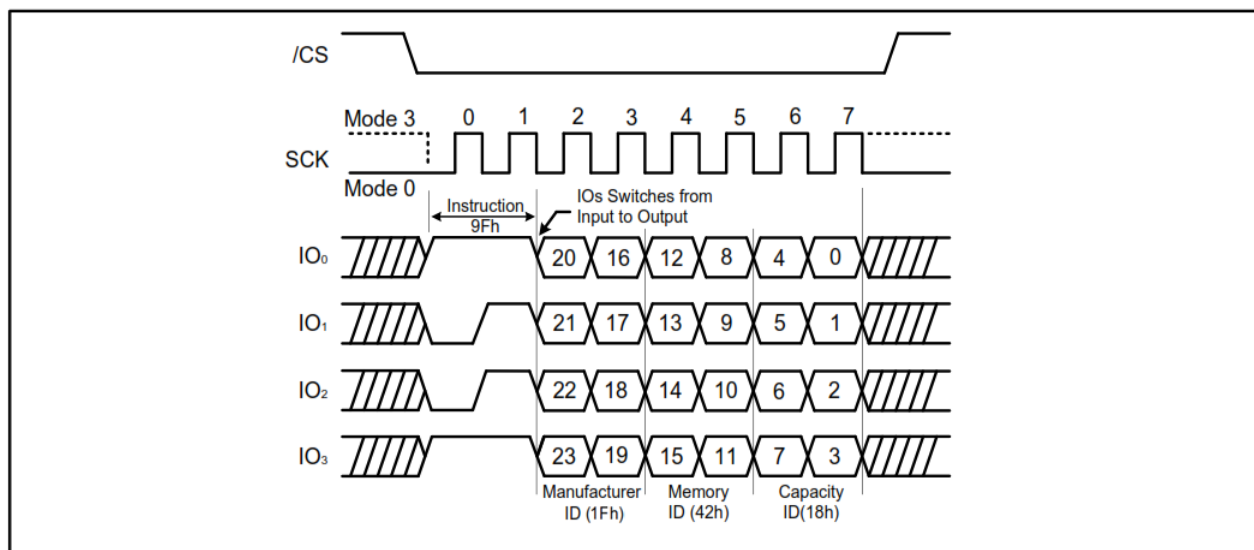 /CS
Mode 3 0 1 2 3 4 5 6 7
SCK
Mode 0
Instruction
9Fh
IOs Switches from
Input to Output
IO₀ 20 16 12 8 4 0
IO₁ 21 17 13 9 5 1
IO₂ 22 18 14 10 6 2
IO₃ 23 19 15 11 7 3
Manufacturer Memory Capacity
ID (1Fh) ID (42h) ID(18h)